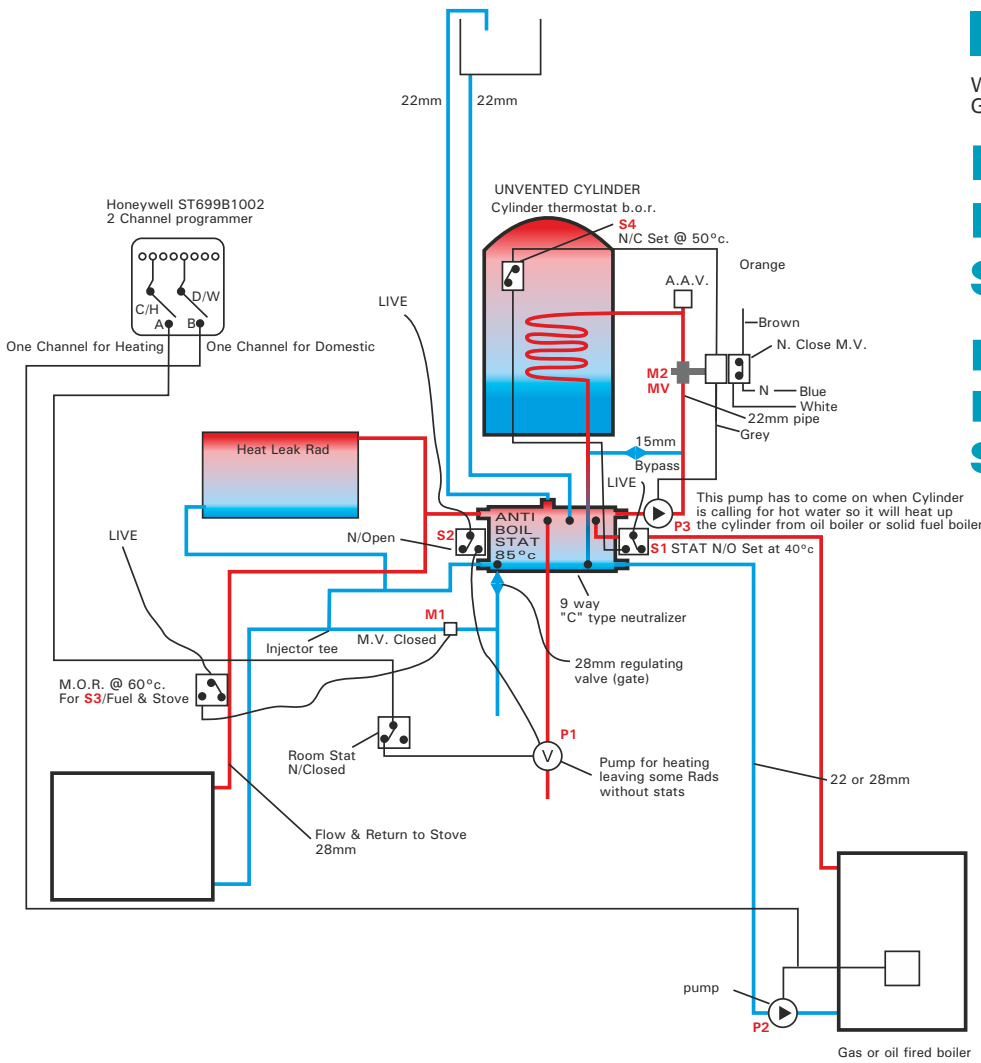 W
G
22mm
22mm
UNVENTED CYLINDER
Cylinder thermostat b.o.r.
S4
N/C Set @ 50°c.
Honeywell ST699B1002
2 Channel programmer
C/H
D/W
A
B
One Channel for Heating
One Channel for Domestic
LIVE
A.A.V.
Orange
Brown
N. Close M.V.
M2
MV
N
Blue
White
22mm pipe
Grey
15mm
Bypass
LIVE
Heat Leak Rad
This pump has to come on when Cylinder
is calling for hot water so it will heat up
the cylinder from oil boiler or solid fuel boiler
P3
N/Open
S2
ANTI
BOIL
STAT
85°c
S1 STAT N/O Set at 40°c
LIVE
9 way
"C" type neutralizer
M1
M.V. Closed
Injector tee
28mm regulating
valve (gate)
M.O.R. @ 60°c.
For S3/Fuel & Stove
Room Stat
N/Closed
P1
V
Pump for heating
leaving some Rads
without stats
22 or 28mm
Flow & Return to Stove
28mm
pump
P2
Gas or oil fired boiler